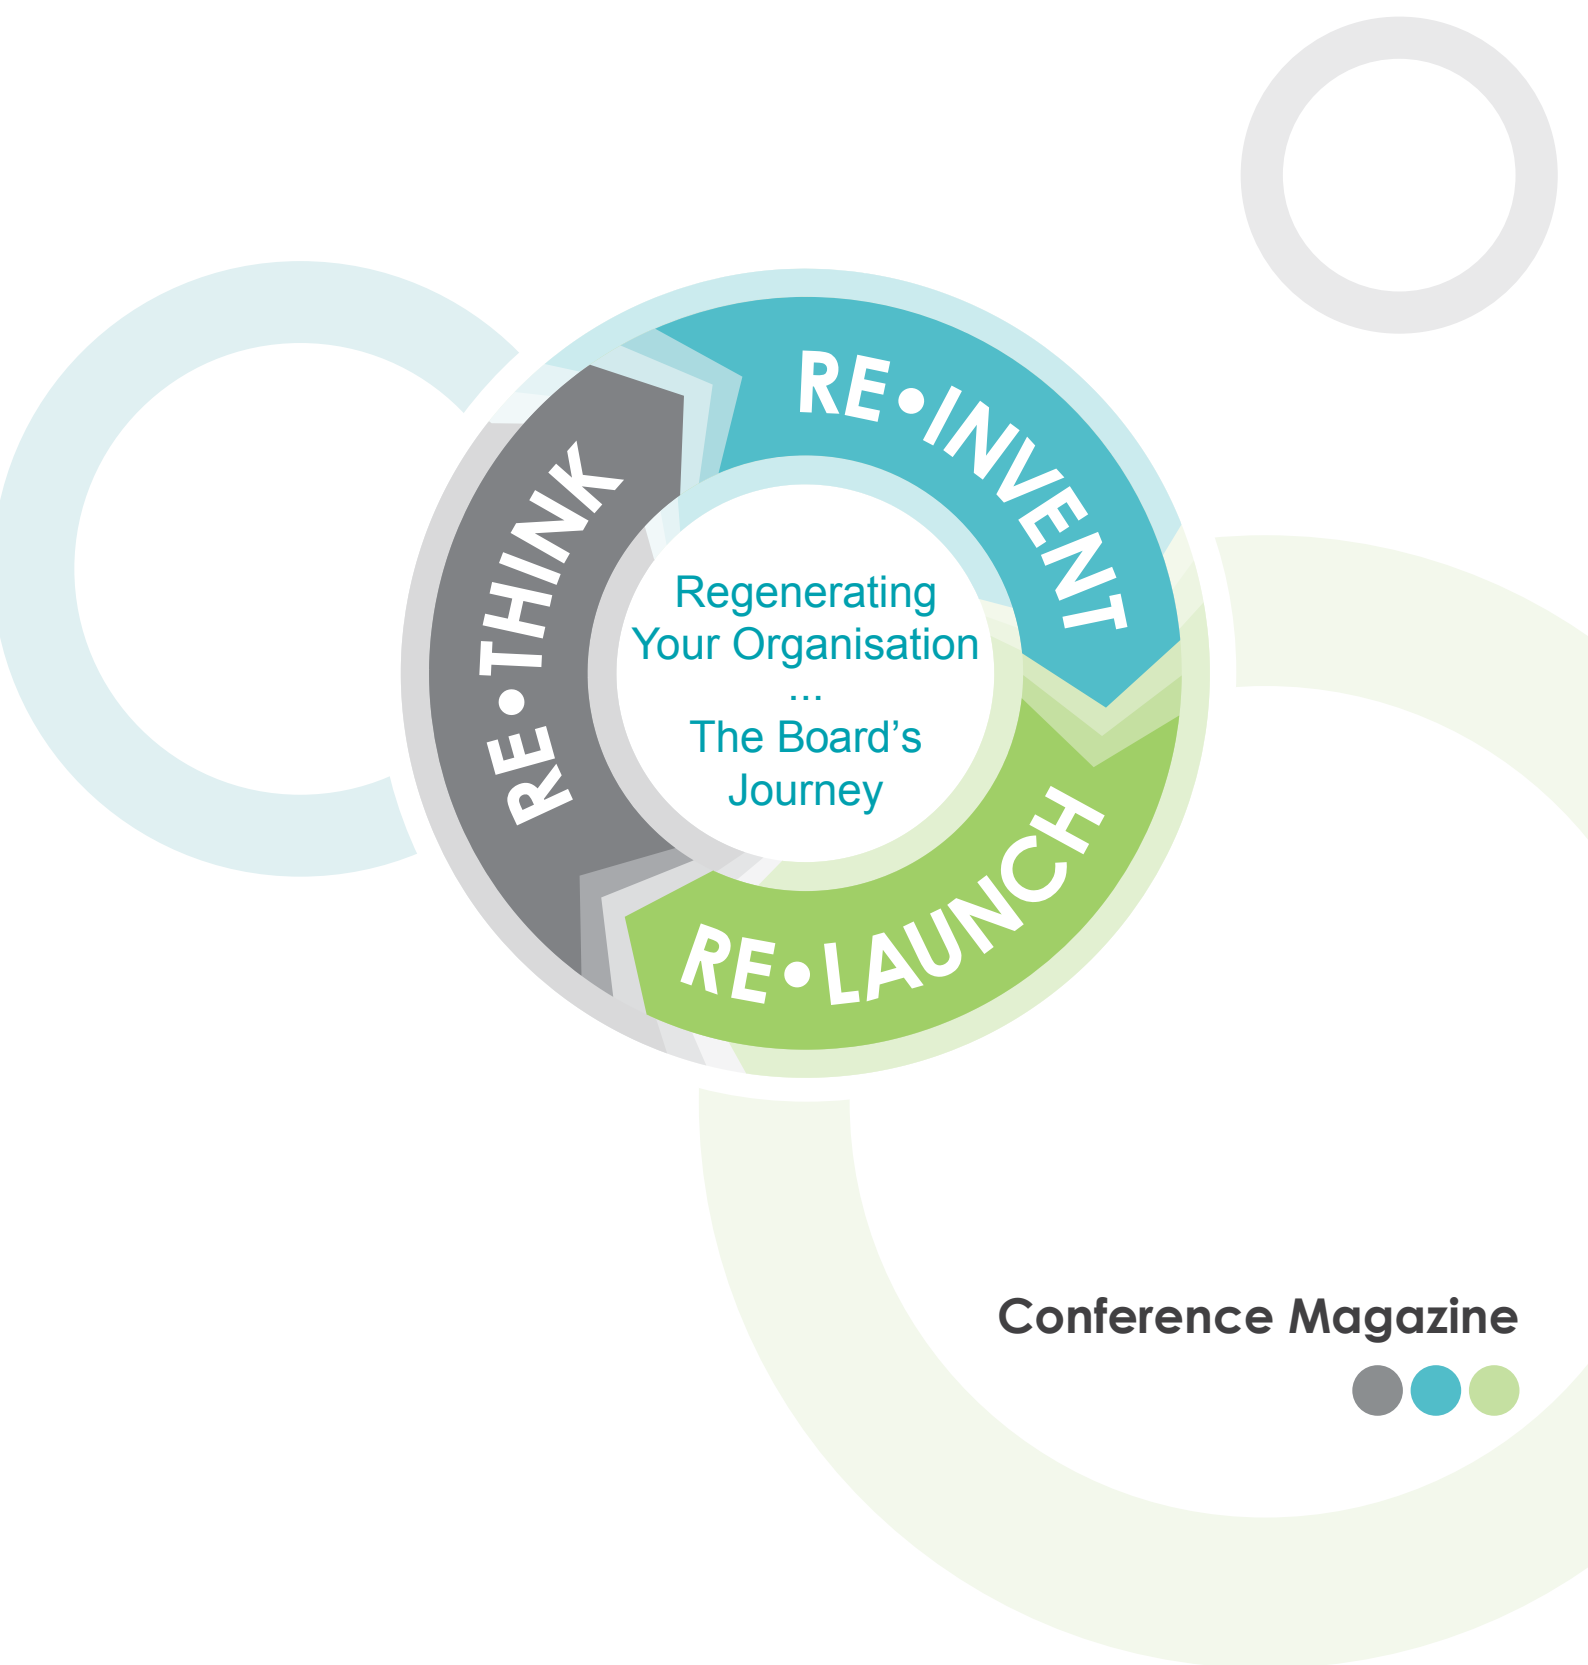 RE•THINK
RE•INVENT
RE•LAUNCH
Regenerating
Your Organisation
...
The Board’s
Journey
Conference Magazine